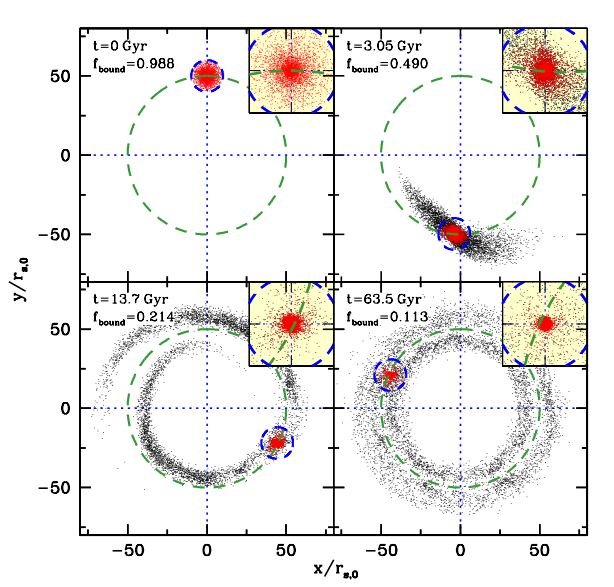 t=0 Gyr
f_bound=0.988
t=3.05 Gyr
f_bound=0.490
50
0
−50
t=13.7 Gyr
f_bound=0.214
t=63.5 Gyr
f_bound=0.113
50
0
−50
y/r_s,0
−50 0 50 −50 0 50
x/r_s,0